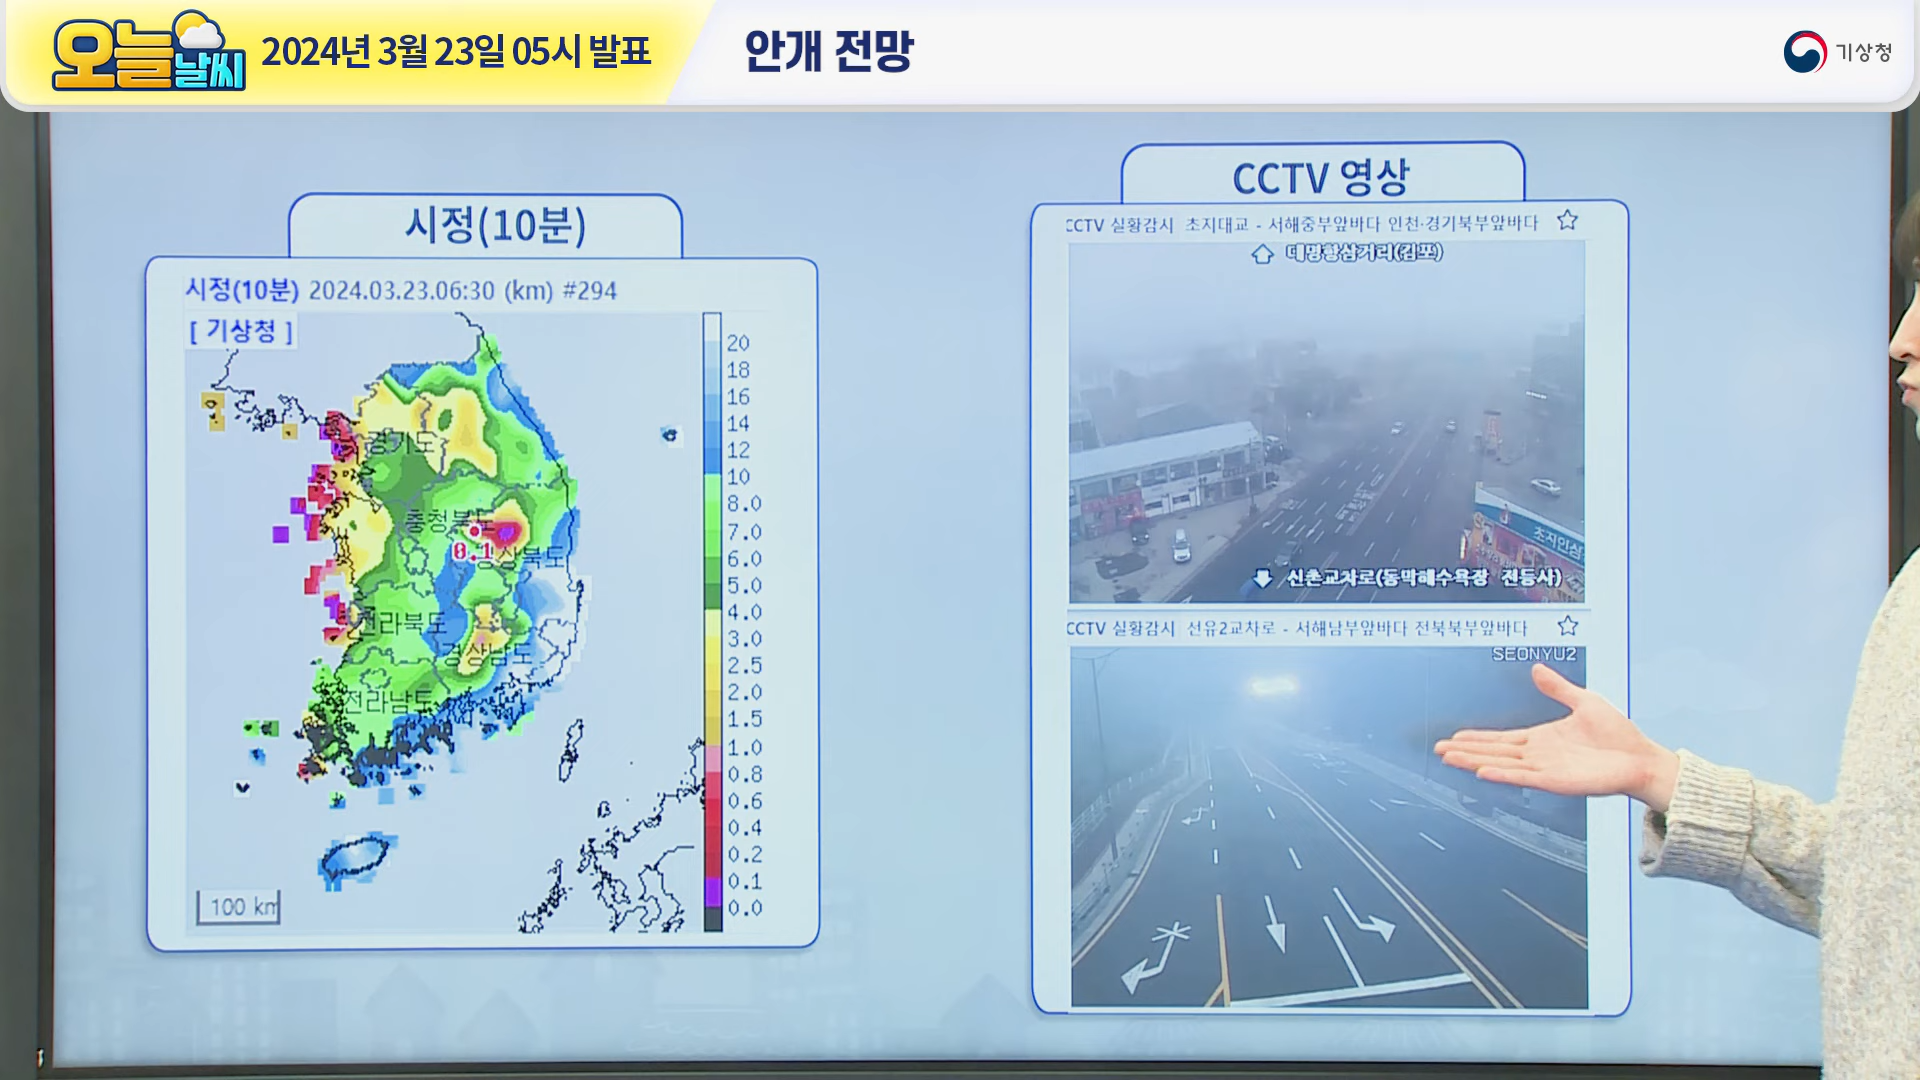 오늘날씨 2024년 3월 23일 05시 발표
안개 전망
기상청
시정(10분)
시정(10분) 2024.03.23.06:30 (km) #294
[ 기상청 ]
20
18
16
14
12
10
8.0
7.0
6.0
5.0
4.0
3.0
2.5
2.0
1.5
1.0
0.8
0.6
0.4
0.2
0.1
0.0
경기도
충청북도
0.1
경상북도
전라북도
경상남도
전라남도
100 km
CCTV 영상
CCTV 실황감시 초지대교 - 서해중부앞바다 인천·경기북부앞바다
대명항삼거리(김포)
초지인삼
신촌교차로(동막해수욕장 전등사)
CCTV 실황감시 선유2교차로 - 서해남부앞바다 전북북부앞바다
SEONYU2